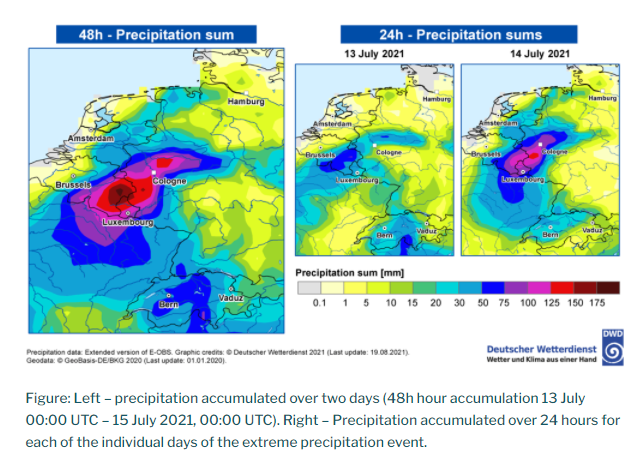 48h - Precipitation sum
Hamburg
Amsterdam
Brussels
Cologne
Luxembourg
Bern
Vaduz
24h - Precipitation sums
13 July 2021
14 July 2021
Hamburg
Amsterdam
Brussels
Cologne
Luxembourg
Bern
Vaduz
Hamburg
Amsterdam
Brussels
Cologne
Luxembourg
Bern
Vaduz
Precipitation sum [mm]
0.1 1 5 10 15 20 30 50 75 100 125 150 175
Precipitation data: Extended version of E-OBS. Graphic credits: © Deutscher Wetterdienst 2021 (Last update: 19.08.2021).
Geodata: © GeoBasis-DE/BKG 2020 (Last update: 01.01.2020).
Deutscher Wetterdienst
Wetter und Klima aus einer Hand
DWD
Figure: Left – precipitation accumulated over two days (48h hour accumulation 13 July
00:00 UTC – 15 July 2021, 00:00 UTC). Right – Precipitation accumulated over 24 hours for
each of the individual days of the extreme precipitation event.